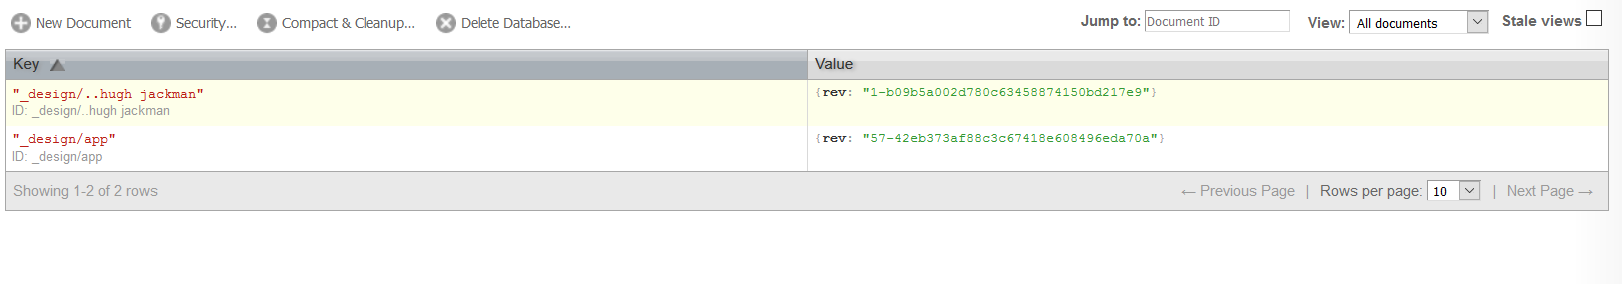 New Document Security... Compact & Cleanup... Delete Database... Jump to: Document ID View: All documents Stale views
Key Value
"_design/..hugh jackman" {rev: "1-b09b5a002d780c63458874150bd217e9"}
ID: _design/..hugh jackman
"_design/app" {rev: "57-42eb373af88c3c67418e608496eda70a"}
ID: _design/app
Showing 1-2 of 2 rows ← Previous Page | Rows per page: 10 | Next Page →